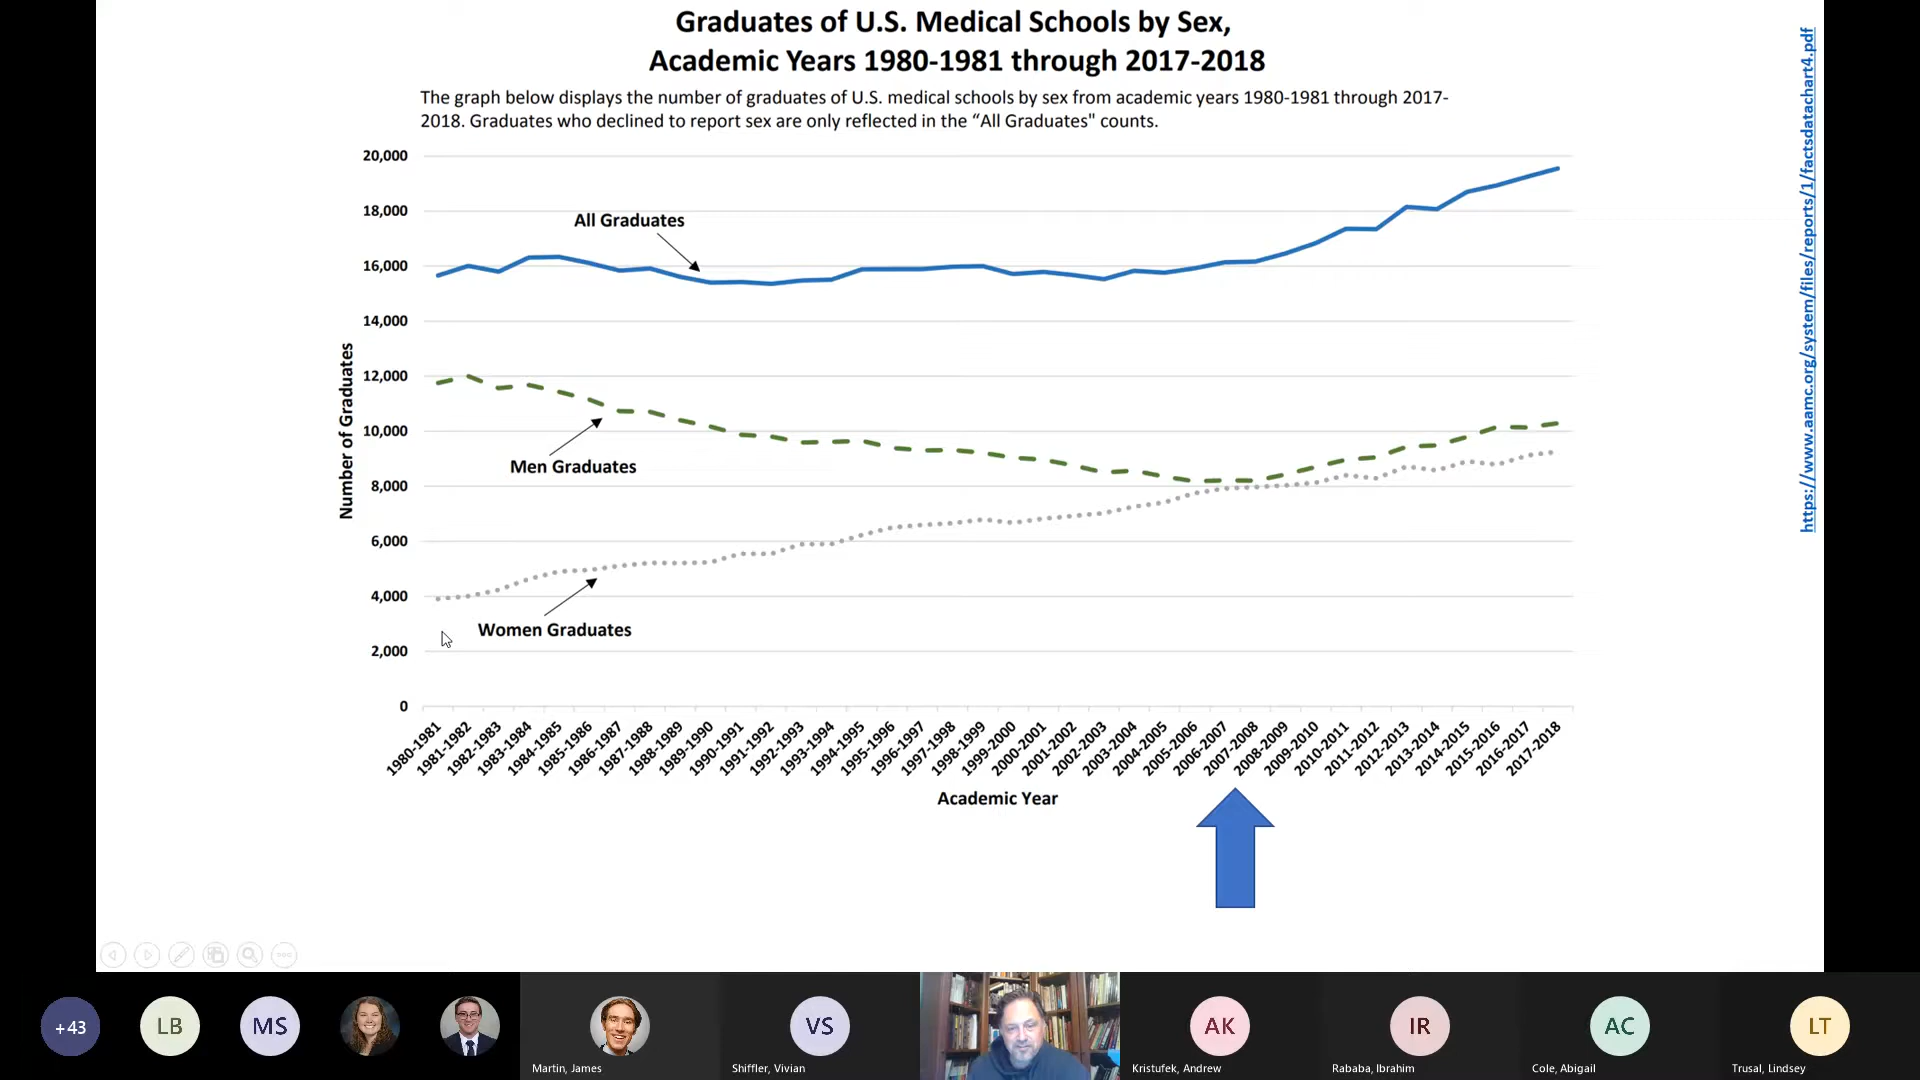 Graduates of U.S. Medical Schools by Sex,
Academic Years 1980-1981 through 2017-2018
The graph below displays the number of graduates of U.S. medical schools by sex from academic years 1980-1981 through 2017-
2018. Graduates who declined to report sex are only reflected in the “All Graduates" counts.
https://www.aamc.org/system/files/reports/1/factsdatachart4.pdf
Number of Graduates
20,000
18,000
16,000
14,000
12,000
10,000
8,000
6,000
4,000
2,000
0
All Graduates
Men Graduates
Women Graduates
1980-1981
1981-1982
1982-1983
1983-1984
1984-1985
1985-1986
1986-1987
1987-1988
1988-1989
1989-1990
1990-1991
1991-1992
1992-1993
1993-1994
1994-1995
1995-1996
1996-1997
1997-1998
1998-1999
1999-2000
2000-2001
2001-2002
2002-2003
2003-2004
2004-2005
2005-2006
2006-2007
2007-2008
2008-2009
2009-2010
2010-2011
2011-2012
2012-2013
2013-2014
2014-2015
2015-2016
2016-2017
2017-2018
Academic Year
+43
LB
MS
VS
AK
IR
AC
LT
Martin, James
Shiffler, Vivian
Kristufek, Andrew
Rababa, Ibrahim
Cole, Abigail
Trusal, Lindsey